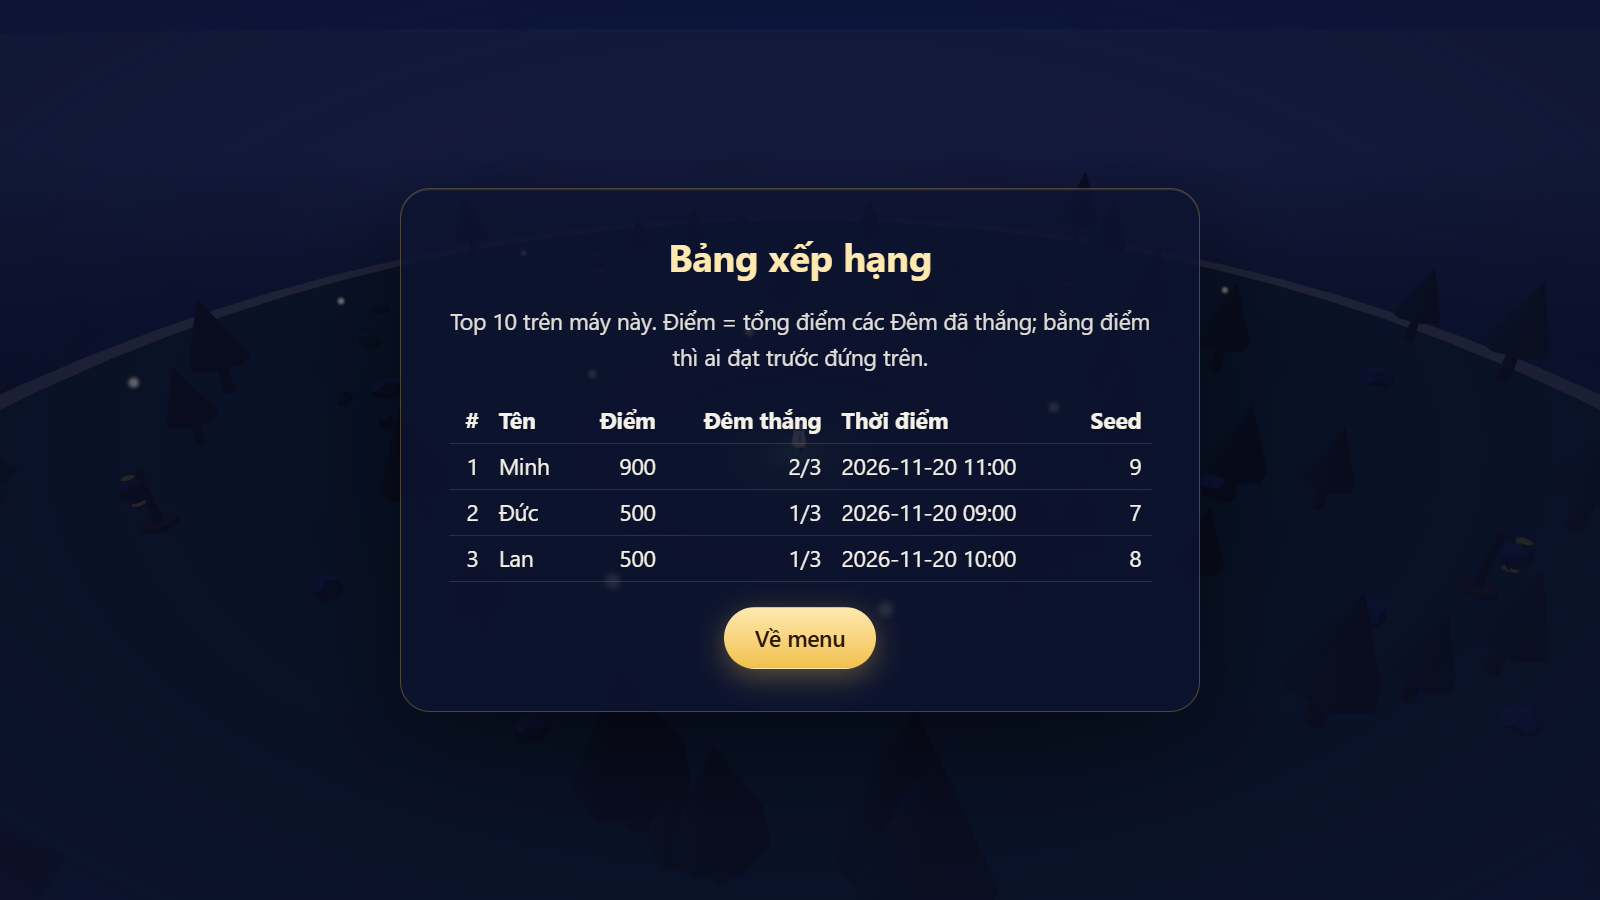 Bảng xếp hạng
Top 10 trên máy này. Điểm = tổng điểm các Đêm đã thắng; bằng điểm
thì ai đạt trước đứng trên.
# Tên Điểm Đêm thắng Thời điểm Seed
1 Minh 900 2/3 2026-11-20 11:00 9
2 Đức 500 1/3 2026-11-20 09:00 7
3 Lan 500 1/3 2026-11-20 10:00 8
Về menu